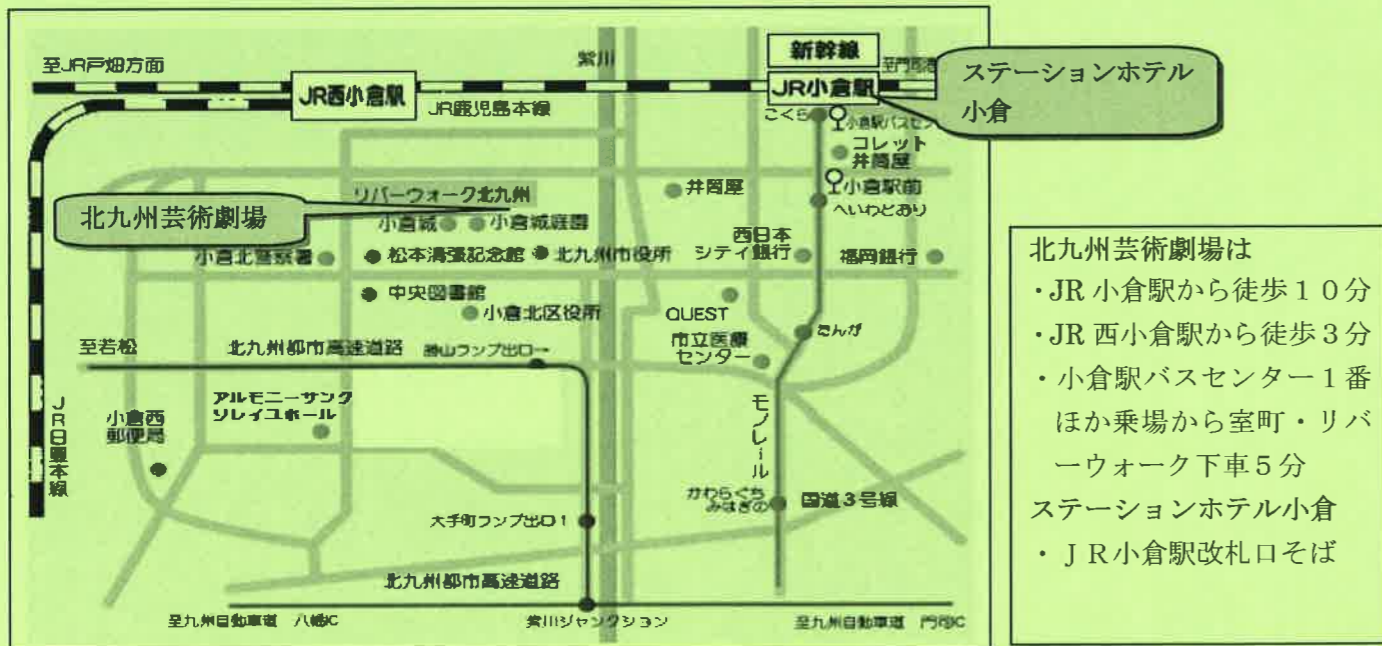 新幹線
至JR戸畑方面
紫川
JR西小倉駅
JR鹿児島本線
JR小倉駅
ステーションホテル
小倉
こくら
コレット
井筒屋
小倉駅前
へいわどおり
リバーウォーク北九州
井筒屋
北九州芸術劇場
小倉城
小倉城庭園
小倉北警察署
松本清張記念館
北九州市役所
西日本
シティ銀行
福岡銀行
中央図書館
小倉北区役所
QUEST
市立医療
センター
たんが
至若松
北九州都市高速道路
勝山ランプ出口→
アルモニーサンク
ソレイユホール
小倉西
郵便局
JR日豊本線
モノレール
かわらぐち
みはぎの
国道3号線
大手町ランプ出口
北九州都市高速道路
至九州自動車道 八幡IC
紫川ジャンクション
至九州自動車道 門司IC
北九州芸術劇場は
・JR 小倉駅から徒歩10分
・JR 西小倉駅から徒歩3分
・小倉駅バスセンター1番
ほか乗場から室町・リバ
ーウォーク下車5分
ステーションホテル小倉
・JR小倉駅改札口そば